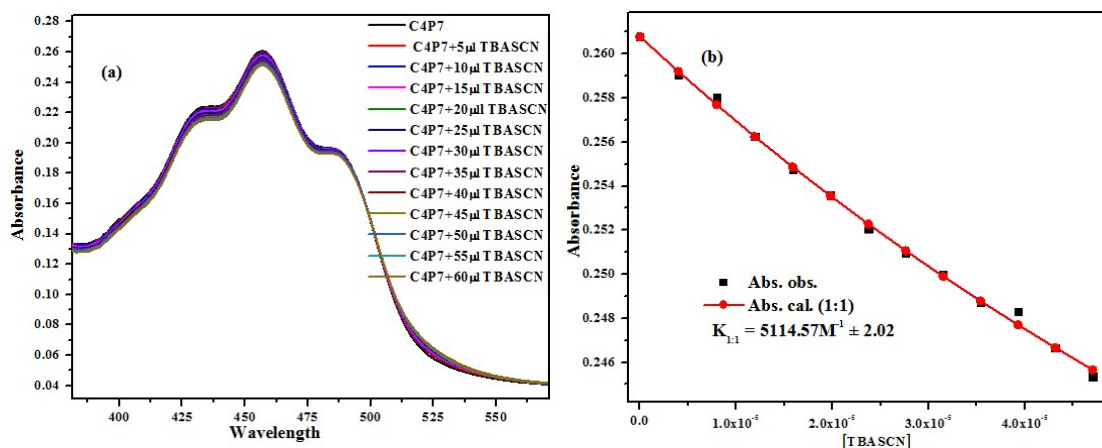 (a)
Absorbance
0.28
0.26
0.24
0.22
0.20
0.18
0.16
0.14
0.12
0.10
0.08
0.06
0.04
400 425 450 475 500 525 550
Wavelength
C4P7
C4P7+5µl TBASCN
C4P7+10µl TBASCN
C4P7+15µl TBASCN
C4P7+20µll TBASCN
C4P7+25µl TBASCN
C4P7+30µl TBASCN
C4P7+35µl TBASCN
C4P7+40µl TBASCN
C4P7+45µl TBASCN
C4P7+50µl TBASCN
C4P7+55µl TBASCN
C4P7+60µl TBASCN
(b)
Absorbance
0.260
0.258
0.256
0.254
0.252
0.250
0.248
0.246
0.0 1.0x10⁻⁵ 2.0x10⁻⁵ 3.0x10⁻⁵ 4.0x10⁻⁵
[TBASCN]
Abs. obs.
Abs. cal. (1:1)
K₁:₁ = 5114.57M⁻¹ ± 2.02